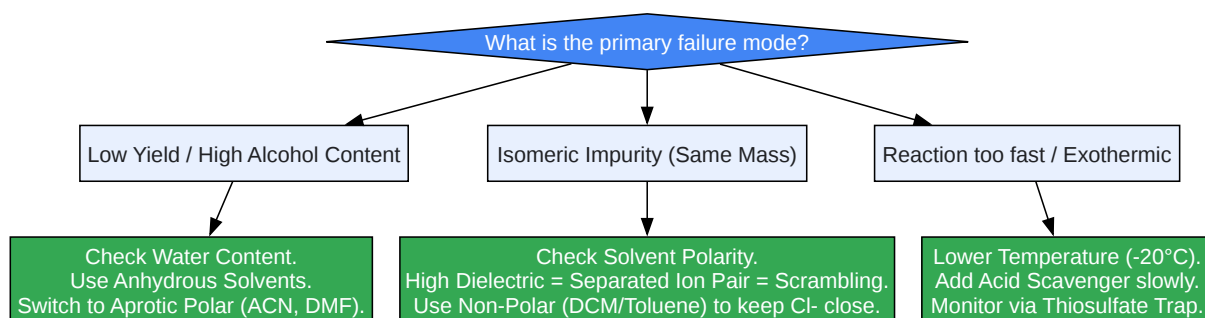 What is the primary failure mode?
Low Yield / High Alcohol Content
Isomeric Impurity (Same Mass)
Reaction too fast / Exothermic
Check Water Content.
Use Anhydrous Solvents.
Switch to Aprotic Polar (ACN, DMF).
Check Solvent Polarity.
High Dielectric = Separated Ion Pair = Scrambling.
Use Non-Polar (DCM/Toluene) to keep Cl- close.
Lower Temperature (-20°C).
Add Acid Scavenger slowly.
Monitor via Thiosulfate Trap.